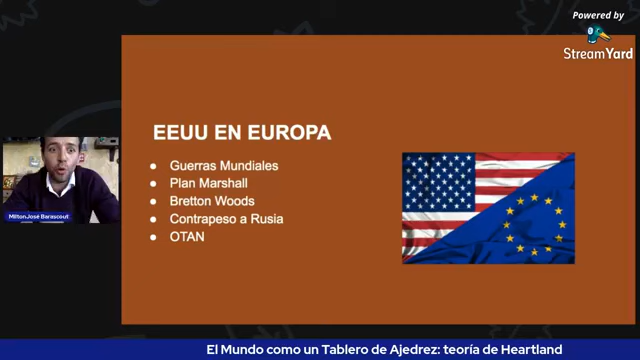 Powered by
StreamYard
EEUU EN EUROPA
Guerras Mundiales
Plan Marshall
Bretton Woods
Contrapeso a Rusia
OTAN
MiltonJosé Barascout
El Mundo como un Tablero de Ajedrez: teoría de Heartland